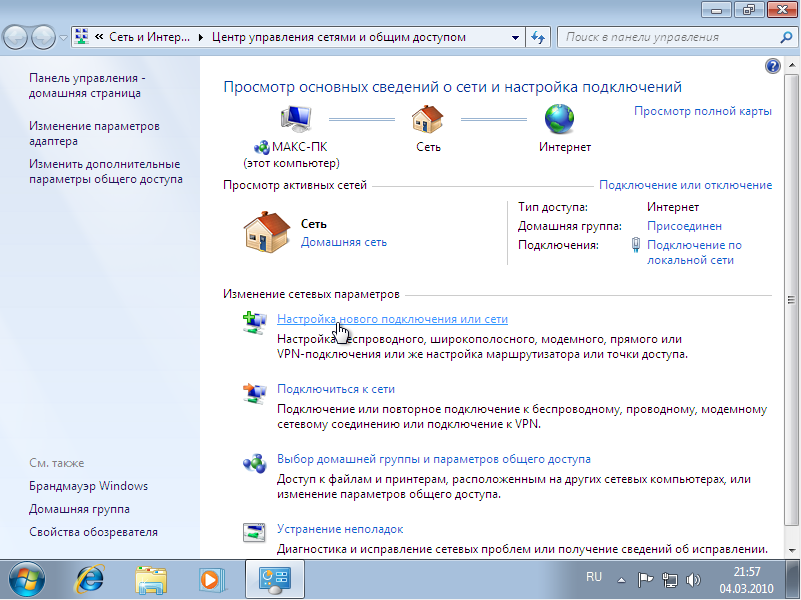 « Сеть и Интер... ▸ Центр управления сетями и общим доступом
Поиск в панели управления
Панель управления -
домашняя страница
Изменение параметров
адаптера
Изменить дополнительные
параметры общего доступа
См. также
Брандмауэр Windows
Домашняя группа
Свойства обозревателя
Просмотр основных сведений о сети и настройка подключений
Просмотр полной карты
МАКС-ПК
(этот компьютер)
Сеть
Интернет
Просмотр активных сетей
Подключение или отключение
Сеть
Домашняя сеть
Тип доступа: Интернет
Домашняя группа: Присоединен
Подключения: Подключение по
локальной сети
Изменение сетевых параметров
Настройка нового подключения или сети
Настройка беспроводного, широкополосного, модемного, прямого или
VPN-подключения или же настройка маршрутизатора или точки доступа.
Подключиться к сети
Подключение или повторное подключение к беспроводному, проводному, модемному
сетевому соединению или подключение к VPN.
Выбор домашней группы и параметров общего доступа
Доступ к файлам и принтерам, расположенным на других сетевых компьютерах, или
изменение параметров общего доступа.
Устранение неполадок
Диагностика и исправление сетевых проблем или получение сведений об исправлении.
RU
21:57
04.03.2010